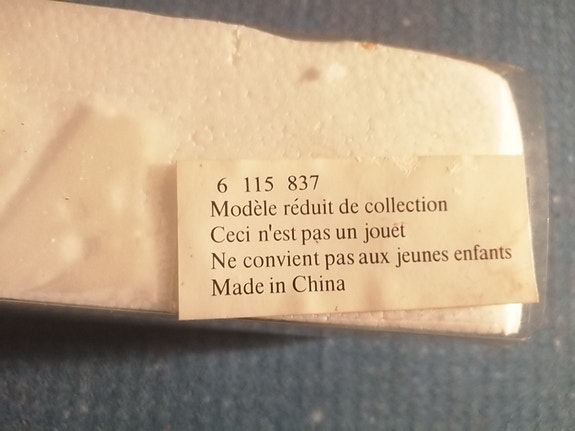 6 115 837
Modèle réduit de collection
Ceci n'est pas un jouet
Ne convient pas aux jeunes enfants
Made in China